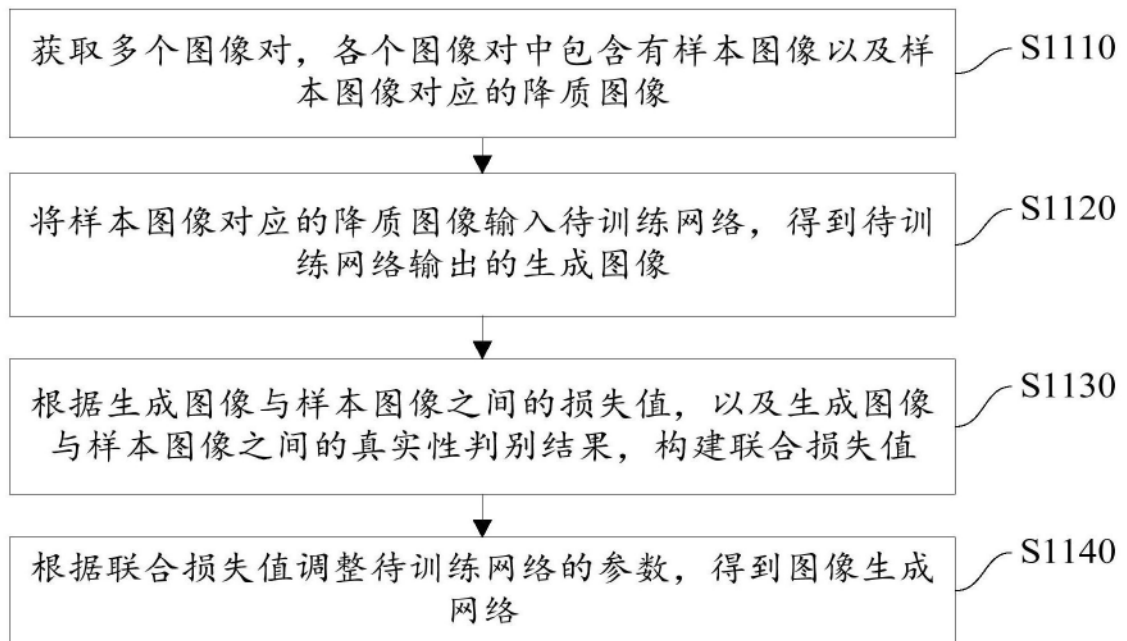 获取多个图像对，各个图像对中包含有样本图像以及样
本图像对应的降质图像
S1110
将样本图像对应的降质图像输入待训练网络，得到待训
练网络输出的生成图像
S1120
根据生成图像与样本图像之间的损失值，以及生成图像
与样本图像之间的真实性判别结果，构建联合损失值
S1130
根据联合损失值调整待训练网络的参数，得到图像生成
网络
S1140